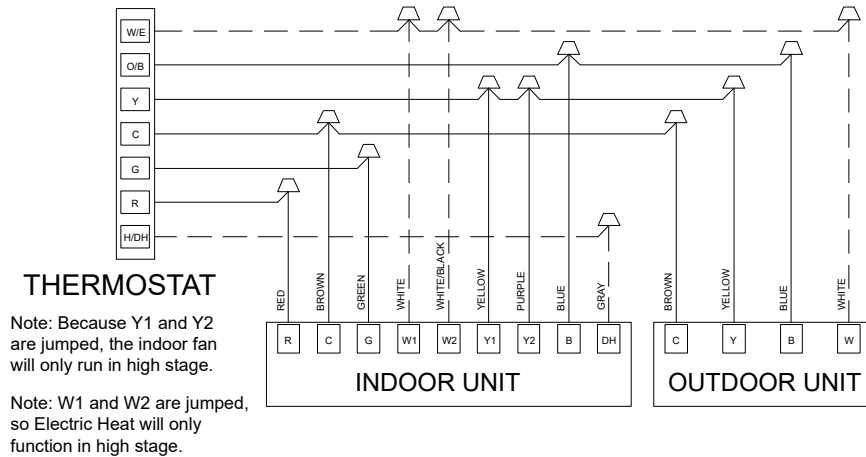 W/E
O/B
Y
C
G
R
H/DH
THERMOSTAT
Note: Because Y1 and Y2
are jumped, the indoor fan
will only run in high stage.
Note: W1 and W2 are jumped,
so Electric Heat will only
function in high stage.
RED
BROWN
GREEN
WHITE
WHITE/BLACK
YELLOW
PURPLE
BLUE
GRAY
R
C
G
W1
W2
Y1
Y2
B
DH
INDOOR UNIT
BROWN
YELLOW
BLUE
WHITE
C
Y
B
W
OUTDOOR UNIT